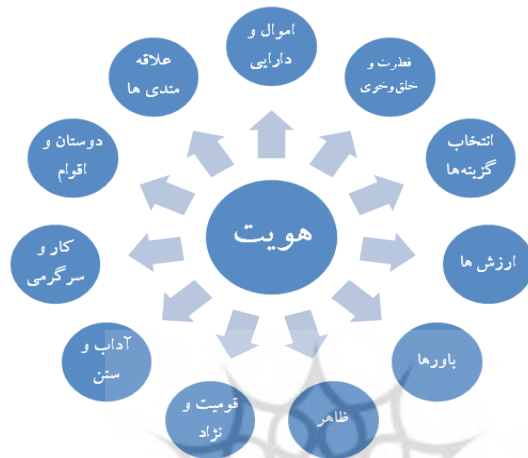 اموال و
دارایی
فطرت و
خلق‌وخوی
انتخاب
گزینه‌ها
ارزش ها
باورها
ظاهر
قومیت و
نژاد
آداب و
سنن
کار و
سرگرمی
دوستان و
اقوام
علاقه
مندی ها
هویت